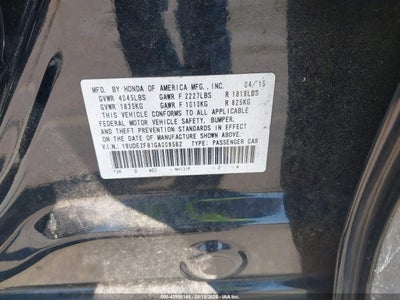 MFD. BY HONDA OF AMERICA MFG., INC. 04/16
GVWR 4045LBS GAWR F 2227LBS R 1819LBS
GVWR 1835KG GAWR F 1010KG R 825KG
THIS VEHICLE CONFORMS TO ALL APPLICABLE
FEDERAL MOTOR VEHICLE SAFETY, BUMPER,
AND THEFT PREVENTION STANDARDS IN EFFECT
ON THE DATE OF MANUFACTURE SHOWN ABOVE.
V.I.N.: TYPE: PASSENGER CAR